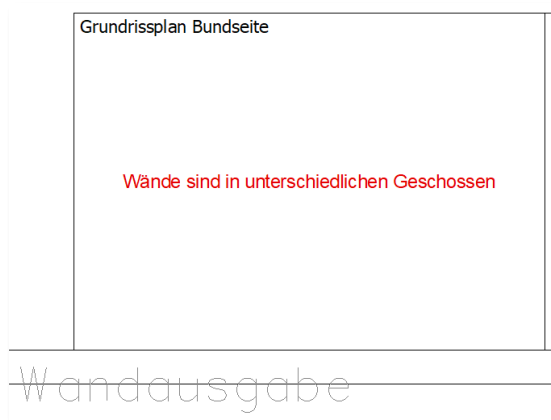 Grundrissplan Bundseite
Wände sind in unterschiedlichen Geschossen
Wandausgabe